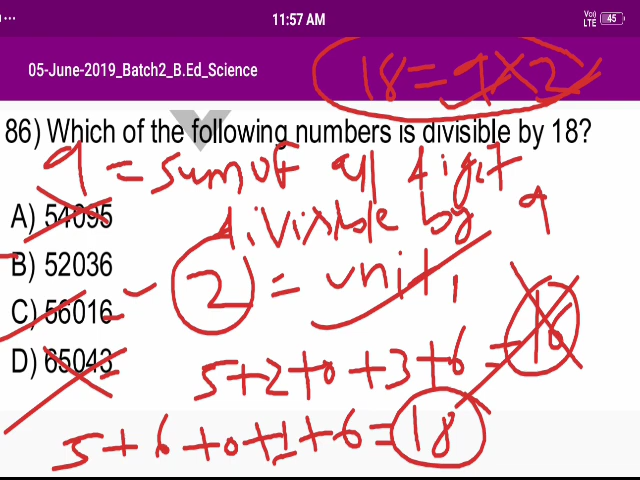 11:57 AM
Vo)) LTE 45
05-June-2019_Batch2_B.Ed_Science
18=9×2
86) Which of the following numbers is divisible by 18?
9 = sum of all digit
divisible by 9
A) 54095
B) 52036
2 = unit
C) 56016
D) 65043
5+2+0+3+6=16
5+6+0+1+6=18